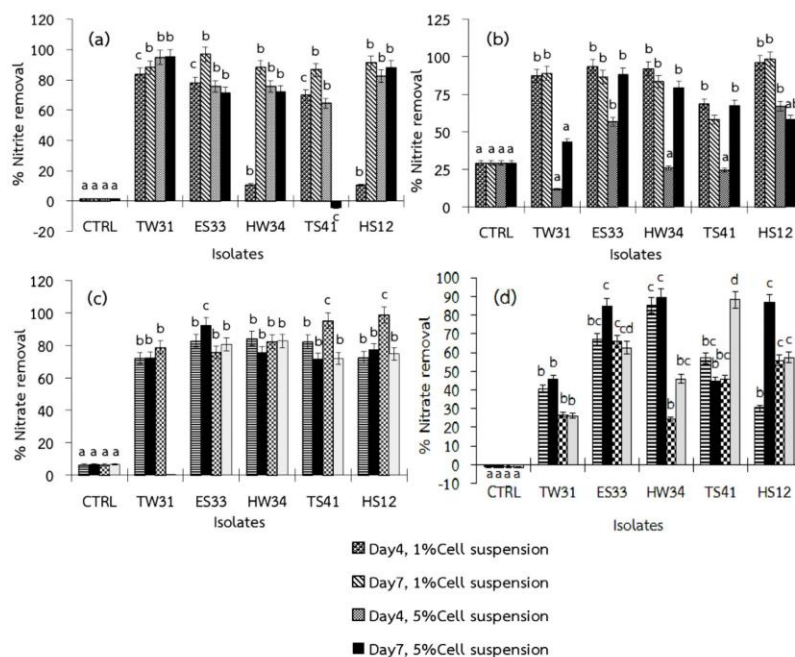 (a)
% Nitrite removal
120
100
80
60
40
20
0
-20
a a a a
c b b b
c b b b
b b b b
c b b c
b b b b
CTRL TW31 ES33 HW34 TS41 HS12
Isolates
(b)
% Nitrite removal
125
100
75
50
25
0
a a a a
b b a a
b b b b
b b a b
b b a b
b b b ab
CTRL TW31 ES33 HW34 TS41 HS12
Isolates
(c)
% Nitrate removal
120
100
80
60
40
20
0
a a a a
b b b
b c b b
b b b b
b b c b
b b c b
CTRL TW31 ES33 HW34 TS41 HS12
Isolates
(d)
% Nitrate removal
100
90
80
70
60
50
40
30
20
10
0
-10
a a a a
b b b b
bc c c cd
c c b bc
bc bc bc d
b c c c
CTRL TW31 ES33 HW34 TS41 HS12
Isolates
Day4, 1%Cell suspension
Day7, 1%Cell suspension
Day4, 5%Cell suspension
Day7, 5%Cell suspension